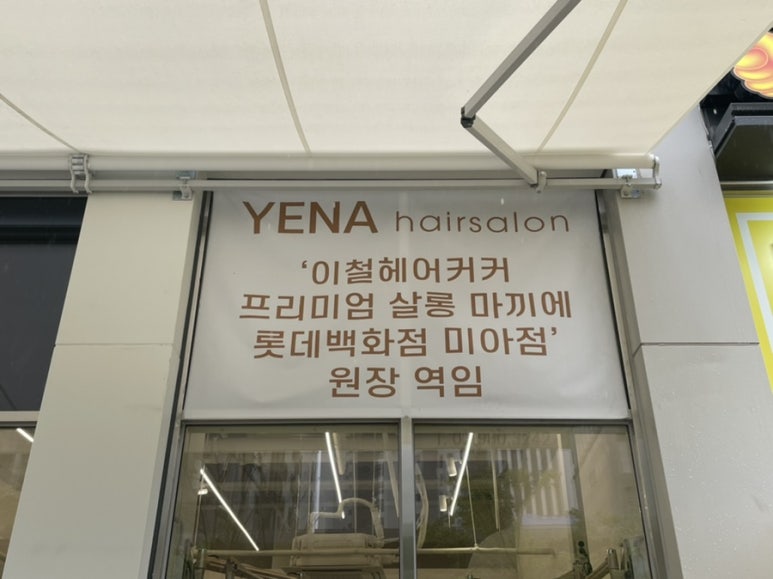 YENA hairsalon
‘이철헤어커커
프리미엄 살롱 마끼에
롯데백화점 미아점’
원장 역임